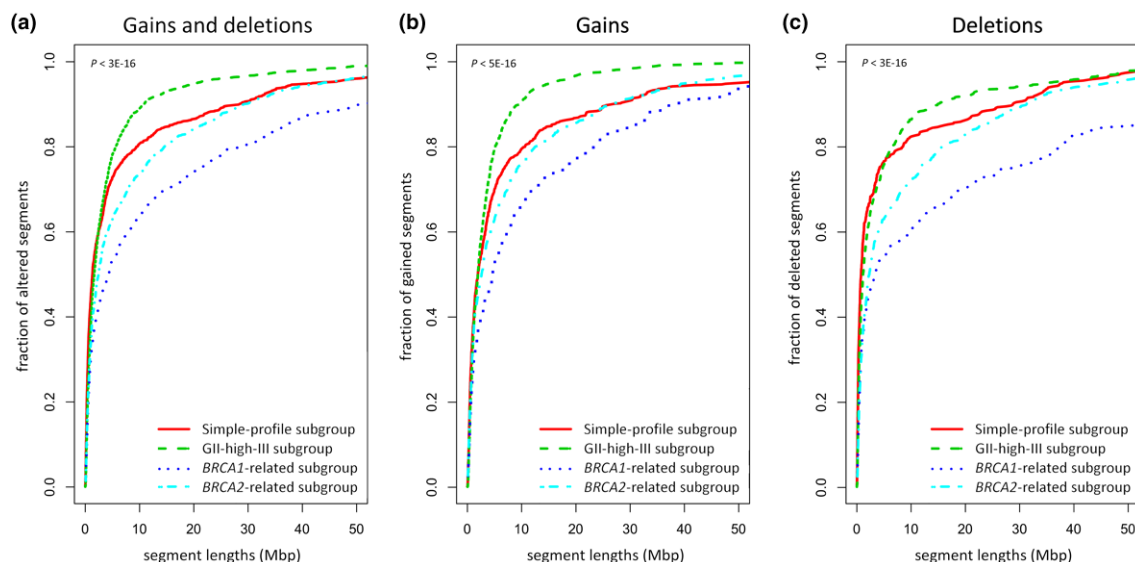 (a) Gains and deletions
P < 3E-16
fraction of altered segments
1.0
0.8
0.6
0.4
0.2
0.0
Simple-profile subgroup
GII-high-III subgroup
BRCA1-related subgroup
BRCA2-related subgroup
0 10 20 30 40 50
segment lengths (Mbp)
(b) Gains
P < 5E-16
fraction of gained segments
1.0
0.8
0.6
0.4
0.2
0.0
Simple-profile subgroup
GII-high-III subgroup
BRCA1-related subgroup
BRCA2-related subgroup
0 10 20 30 40 50
segment lengths (Mbp)
(c) Deletions
P < 3E-16
fraction of deleted segments
1.0
0.8
0.6
0.4
0.2
0.0
Simple-profile subgroup
GII-high-III subgroup
BRCA1-related subgroup
BRCA2-related subgroup
0 10 20 30 40 50
segment lengths (Mbp)